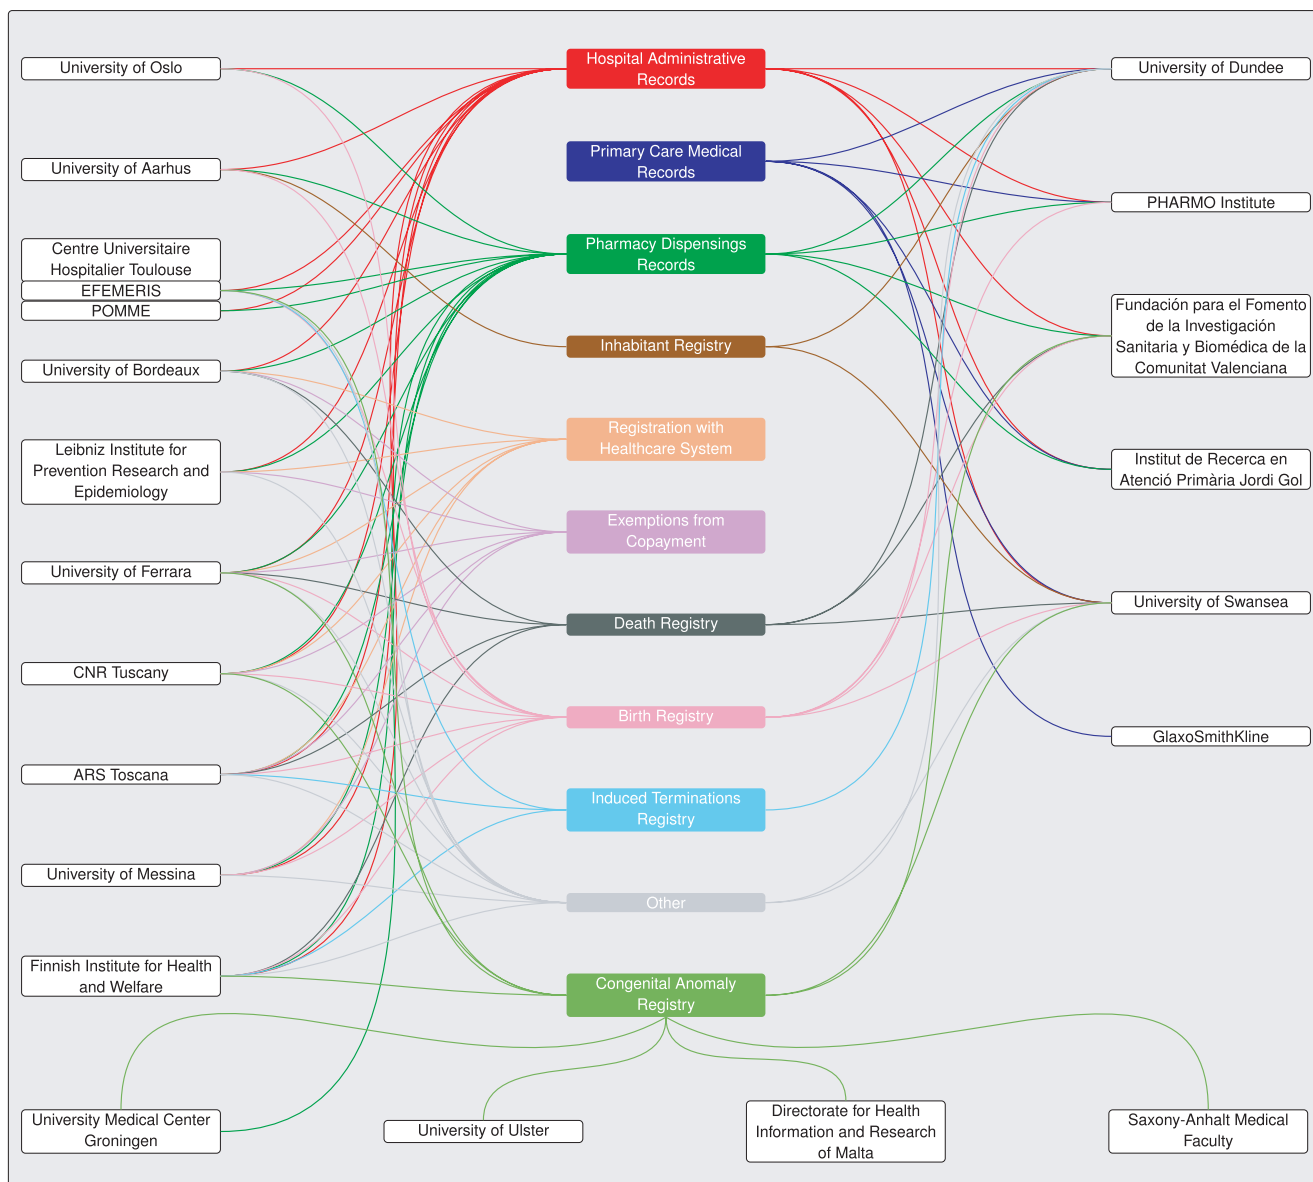 University of Oslo
University of Aarhus
Centre Universitaire
Hospitalier Toulouse
EFEMERIS
POMME
University of Bordeaux
Leibniz Institute for
Prevention Research and
Epidemiology
University of Ferrara
CNR Tuscany
ARS Toscana
University of Messina
Finnish Institute for Health
and Welfare
University Medical Center
Groningen
Hospital Administrative
Records
Primary Care Medical
Records
Pharmacy Dispensings
Records
Inhabitant Registry
Registration with
Healthcare System
Exemptions from
Copayment
Death Registry
Birth Registry
Induced Terminations
Registry
Other
Congenital Anomaly
Registry
University of Ulster
Directorate for Health
Information and Research
of Malta
University of Dundee
PHARMO Institute
Fundación para el Fomento
de la Investigación
Sanitaria y Biomédica de la
Comunitat Valenciana
Institut de Recerca en
Atenció Primària Jordi Gol
University of Swansea
GlaxoSmithKline
Saxony-Anhalt Medical
Faculty